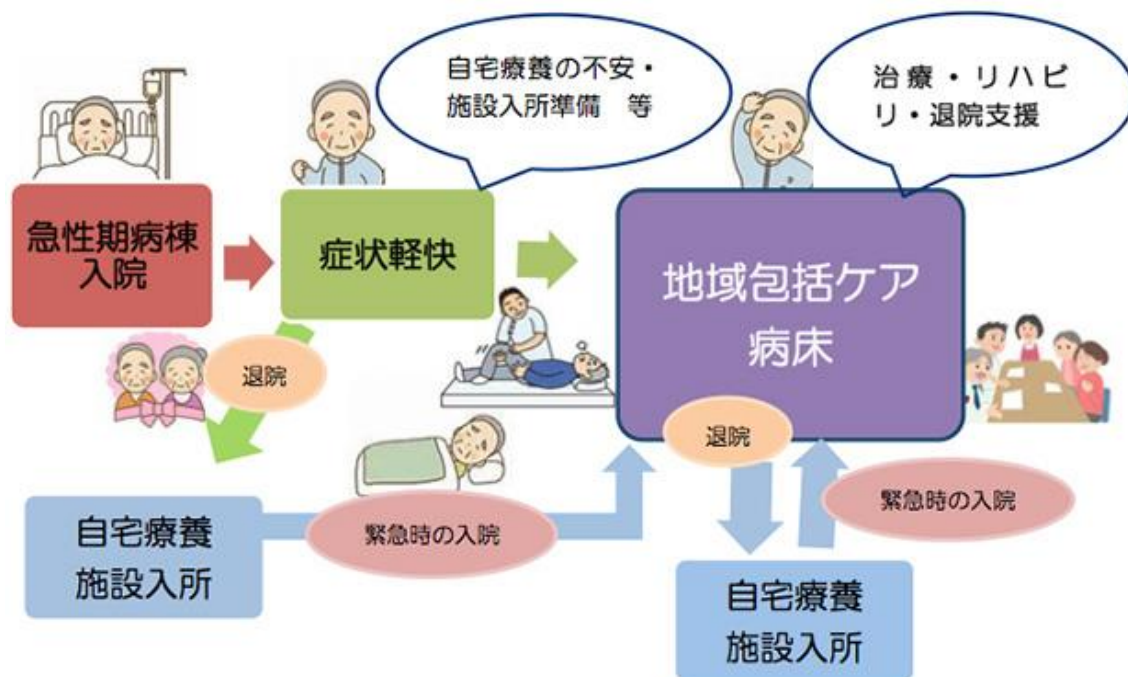 自宅療養の不安・
施設入所準備　等
治療・リハビ
リ・退院支援
急性期病棟
入院
症状軽快
地域包括ケア
病床
退院
退院
緊急時の入院
緊急時の入院
自宅療養
施設入所
自宅療養
施設入所